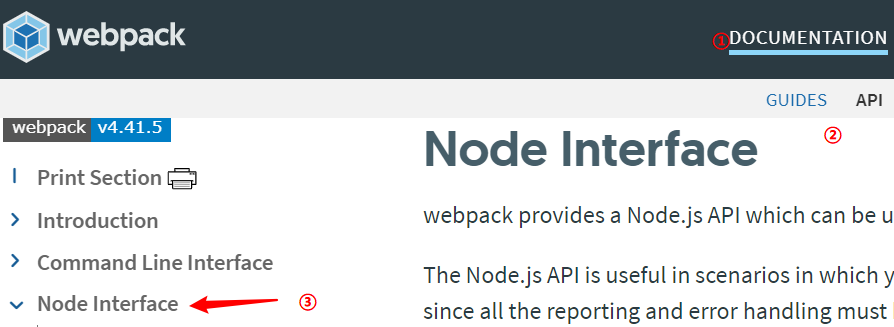 webpack
①DOCUMENTATION
GUIDES API
webpack v4.41.5
Node Interface
②
Print Section
Introduction
Command Line Interface
Node Interface ③
webpack provides a Node.js API which can be u
The Node.js API is useful in scenarios in which y
since all the reporting and error handling must